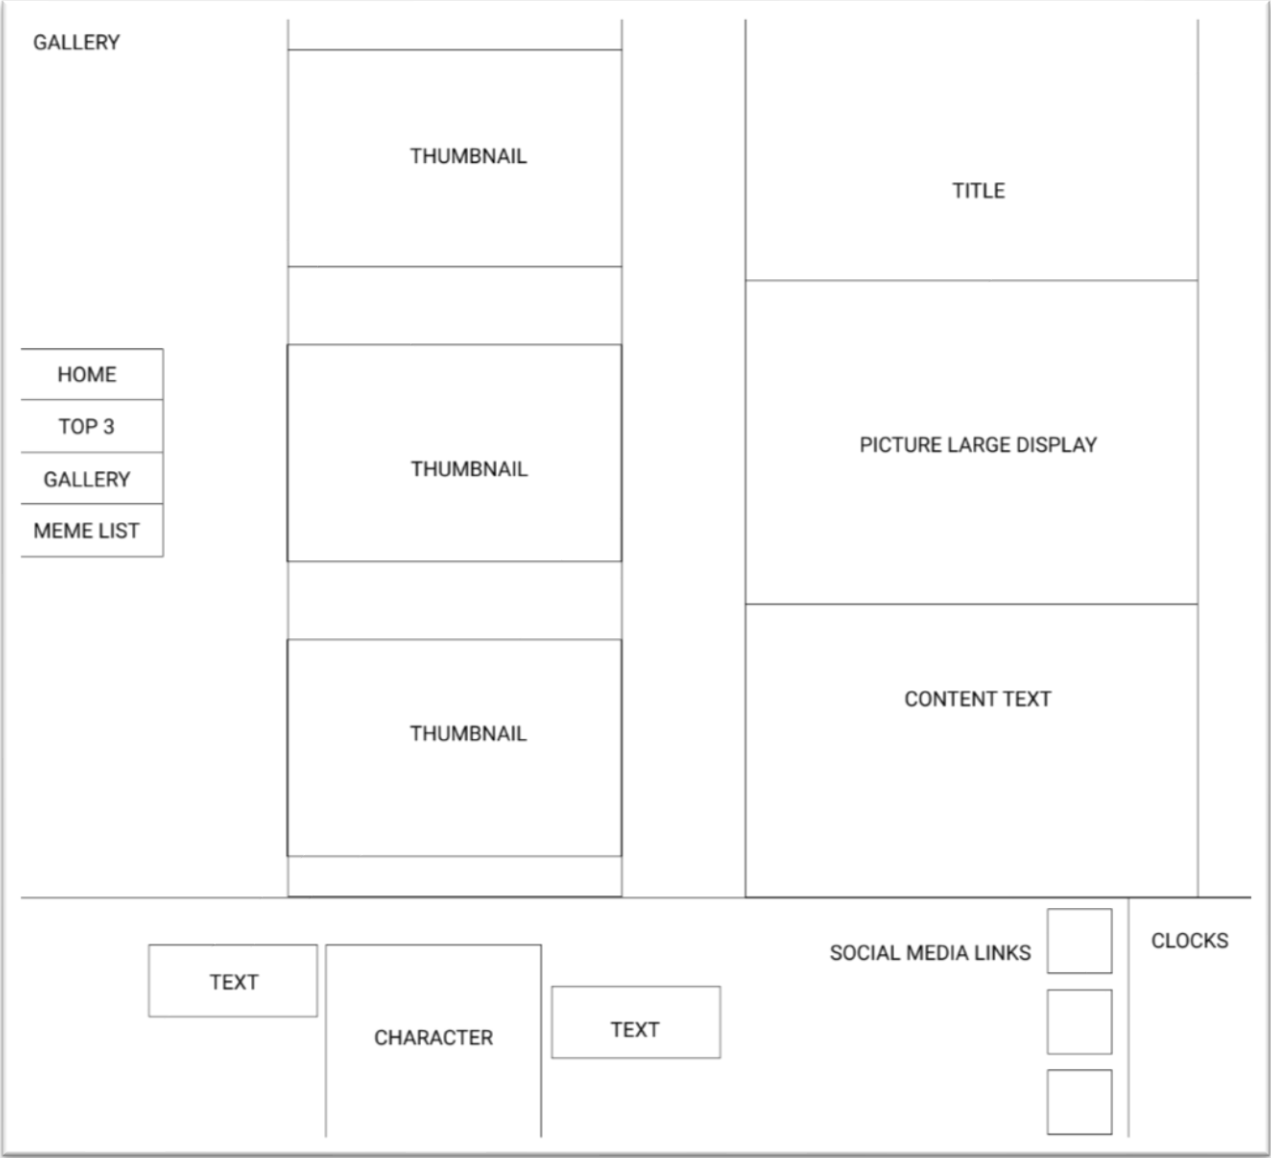 GALLERY
HOME
TOP 3
GALLERY
MEME LIST
THUMBNAIL
THUMBNAIL
THUMBNAIL
TITLE
PICTURE LARGE DISPLAY
CONTENT TEXT
TEXT
CHARACTER
TEXT
SOCIAL MEDIA LINKS
CLOCKS